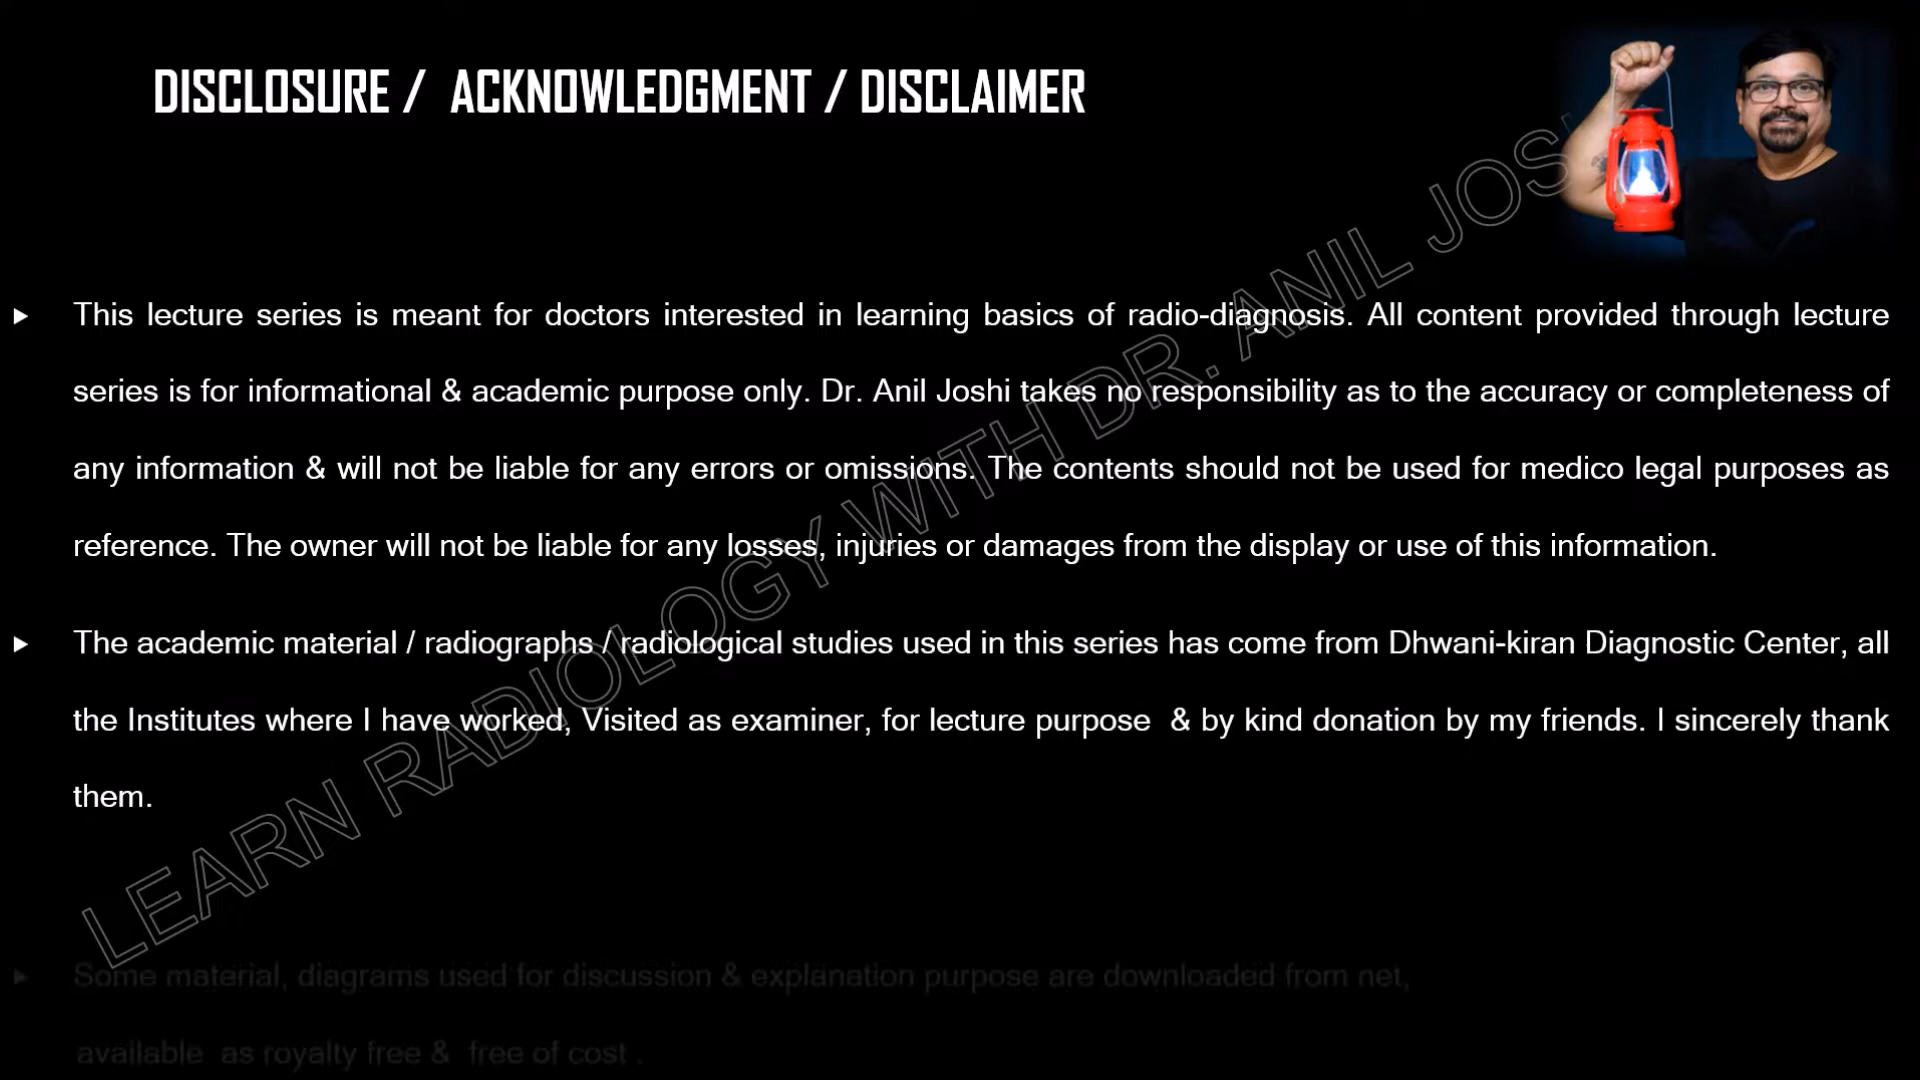 DISCLOSURE / ACKNOWLEDGMENT / DISCLAIMER
This lecture series is meant for doctors interested in learning basics of radio-diagnosis. All content provided through lecture
series is for informational & academic purpose only. Dr. Anil Joshi takes no responsibility as to the accuracy or completeness of
any information & will not be liable for any errors or omissions. The contents should not be used for medico legal purposes as
reference. The owner will not be liable for any losses, injuries or damages from the display or use of this information.
The academic material / radiographs / radiological studies used in this series has come from Dhwani-kiran Diagnostic Center, all
the Institutes where I have worked, Visited as examiner, for lecture purpose & by kind donation by my friends. I sincerely thank
them.
Some material, diagrams used for discussion & explanation purpose are downloaded from net,
available as royalty free & free of cost .
LEARN RADIOLOGY WITH DR. ANIL JOSHI